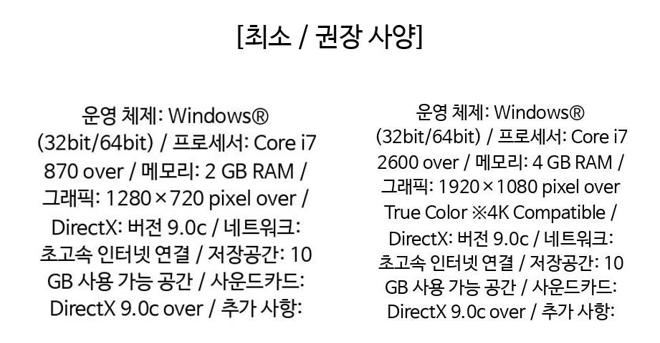 [최소 / 권장 사양]
운영 체제: Windows®
(32bit/64bit) / 프로세서: Core i7
870 over / 메모리: 2 GB RAM /
그래픽: 1280×720 pixel over /
DirectX: 버전 9.0c / 네트워크:
초고속 인터넷 연결 / 저장공간: 10
GB 사용 가능 공간 / 사운드카드:
DirectX 9.0c over / 추가 사항:
운영 체제: Windows®
(32bit/64bit) / 프로세서: Core i7
2600 over / 메모리: 4 GB RAM /
그래픽: 1920×1080 pixel over
True Color ※4K Compatible /
DirectX: 버전 9.0c / 네트워크:
초고속 인터넷 연결 / 저장공간: 10
GB 사용 가능 공간 / 사운드카드:
DirectX 9.0c over / 추가 사항: